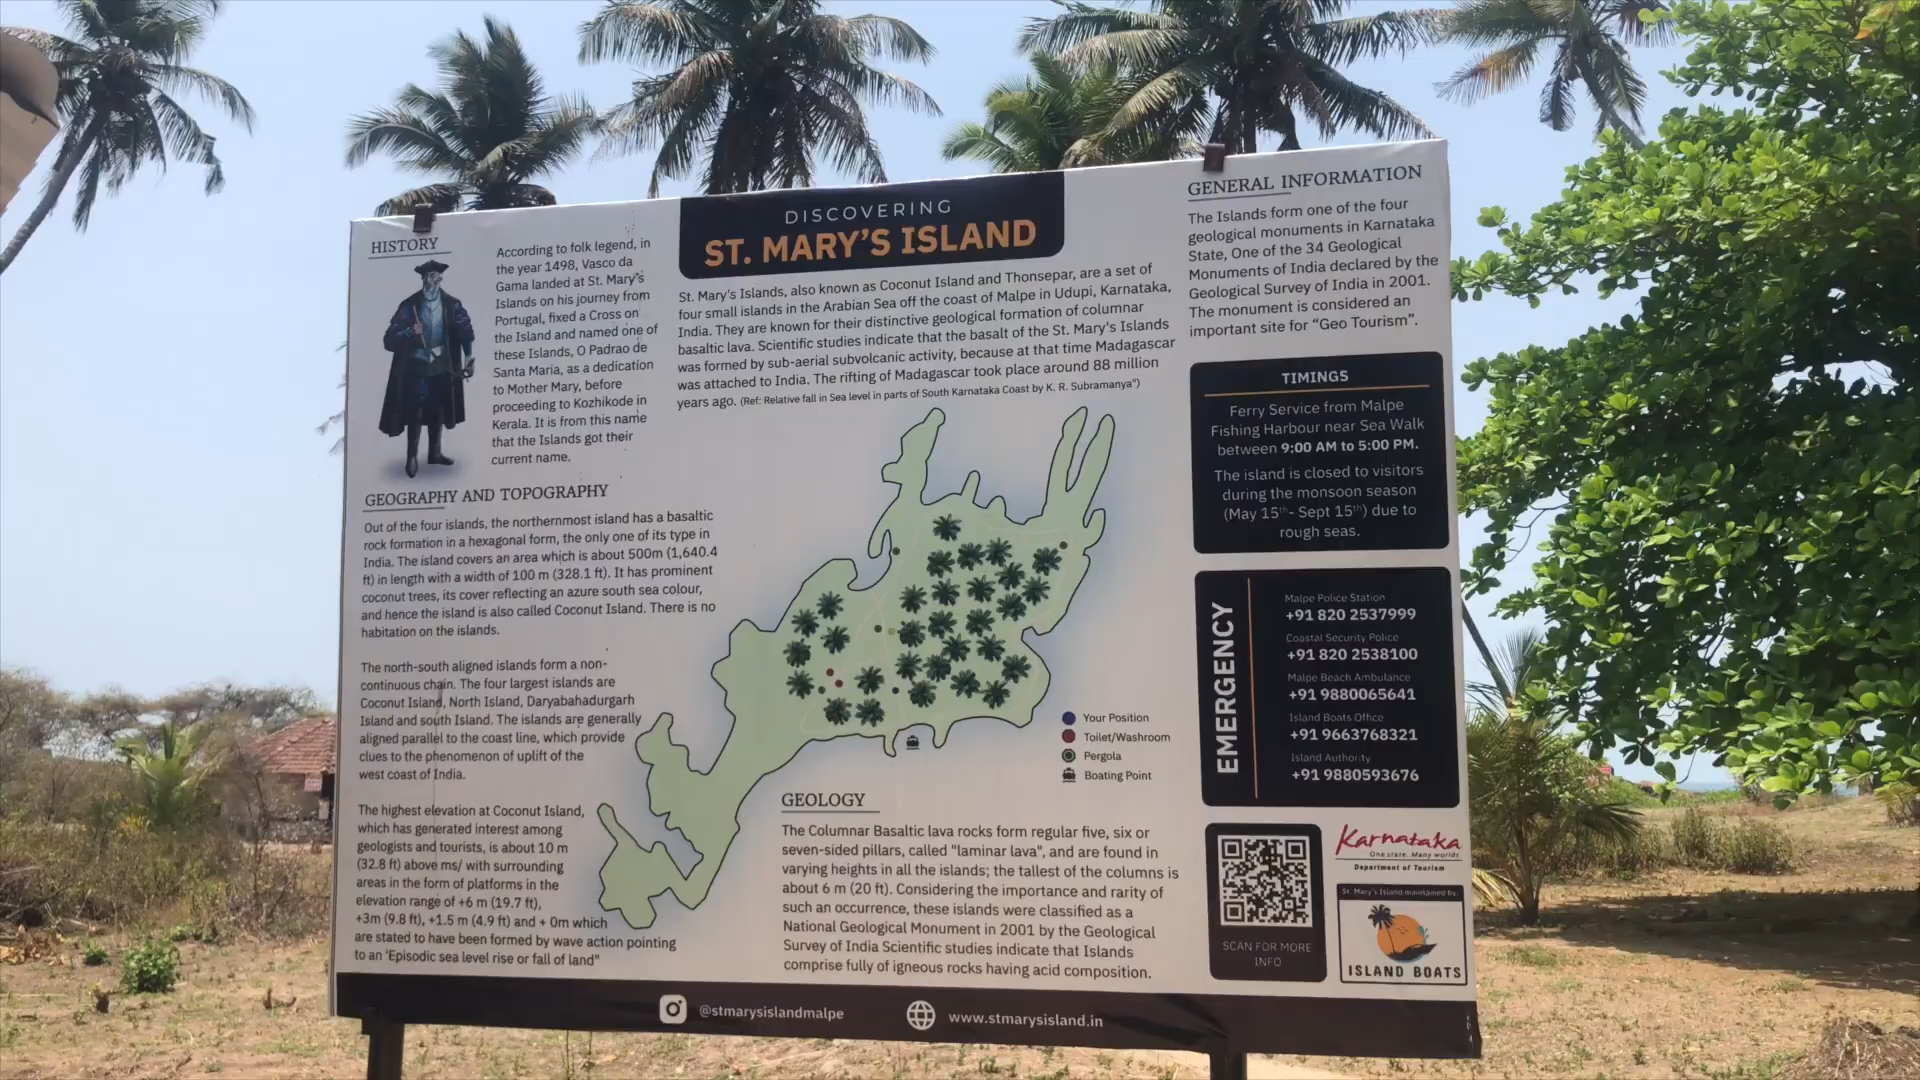 DISCOVERING
ST. MARY'S ISLAND
HISTORY
According to folk legend, in
the year 1498, Vasco da
Gama landed at St. Mary's
Islands on his journey from
Portugal, fixed a Cross on
the Island and named one of
these Islands, O Padrao de
Santa Maria, as a dedication
to Mother Mary, before
proceeding to Kozhikode in
Kerala. It is from this name
that the Islands got their
current name.
St. Mary's Islands, also known as Coconut Island and Thonsepar, are a set of
four small islands in the Arabian Sea off the coast of Malpe in Udupi, Karnataka,
India. They are known for their distinctive geological formation of columnar
basaltic lava. Scientific studies indicate that the basalt of the St. Mary's Islands
was formed by sub-aerial subvolcanic activity, because at that time Madagascar
was attached to India. The rifting of Madagascar took place around 88 million
years ago. (Ref: Relative fall in Sea level in parts of South Karnataka Coast by K. R. Subramanya")
GENERAL INFORMATION
The Islands form one of the four
geological monuments in Karnataka
State, One of the 34 Geological
Monuments of India declared by the
Geological Survey of India in 2001.
The monument is considered an
important site for "Geo Tourism".
TIMINGS
Ferry Service from Malpe
Fishing Harbour near Sea Walk
between 9:00 AM to 5:00 PM.
The island is closed to visitors
during the monsoon season
(May 15th- Sept 15th) due to
rough seas.
GEOGRAPHY AND TOPOGRAPHY
Out of the four islands, the northernmost island has a basaltic
rock formation in a hexagonal form, the only one of its type in
India. The island covers an area which is about 500m (1,640.4
ft) in length with a width of 100 m (328.1 ft). It has prominent
coconut trees, its cover reflecting an azure south sea colour,
and hence the island is also called Coconut Island. There is no
habitation on the islands.
The north-south aligned islands form a non-
continuous chain. The four largest islands are
Coconut Island, North Island, Daryabahadurgarh
Island and south Island. The islands are generally
aligned parallel to the coast line, which provide
clues to the phenomenon of uplift of the
west coast of India.
The highest elevation at Coconut Island,
which has generated interest among
geologists and tourists, is about 10 m
(32.8 ft) above ms/ with surrounding
areas in the form of platforms in the
elevation range of +6 m (19.7 ft),
+3m (9.8 ft), +1.5 m (4.9 ft) and + 0m which
are stated to have been formed by wave action pointing
to an 'Episodic sea level rise or fall of land"
Your Position
Toilet/Washroom
Pergola
Boating Point
GEOLOGY
The Columnar Basaltic lava rocks form regular five, six or
seven-sided pillars, called "laminar lava", and are found in
varying heights in all the islands; the tallest of the columns is
about 6 m (20 ft). Considering the importance and rarity of
such an occurrence, these islands were classified as a
National Geological Monument in 2001 by the Geological
Survey of India Scientific studies indicate that Islands
comprise fully of igneous rocks having acid composition.
EMERGENCY
Malpe Police Station
+91 820 2537999
Coastal Security Police
+91 820 2538100
Malpe Beach Ambulance
+91 9880065641
Island Boats Office
+91 9663768321
Island Authority
+91 9880593676
SCAN FOR MORE
INFO
Karnataka
One state. Many worlds
Department of Tourism
St. Mary's Island maintained by:
ISLAND BOATS
@stmarysislandmalpe
www.stmarysisland.in